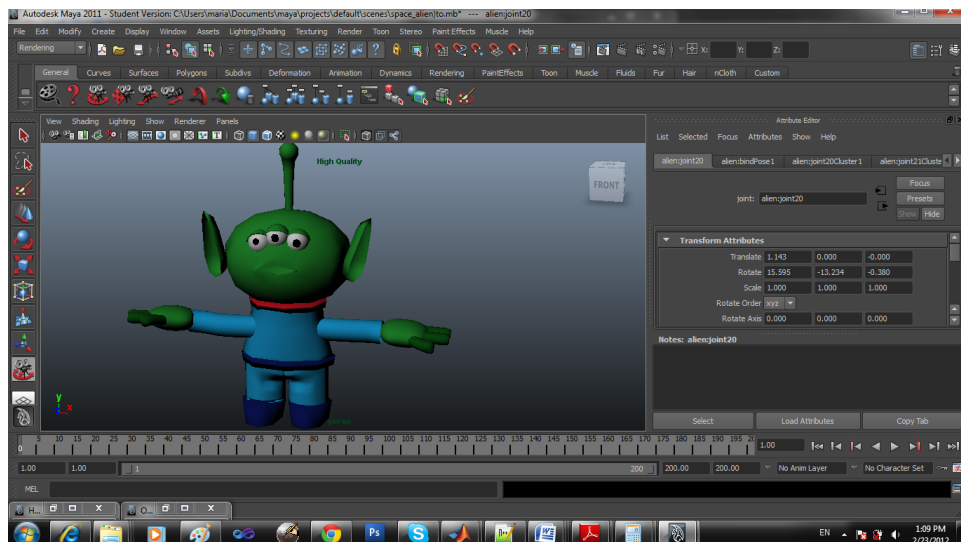 Autodesk Maya 2011 - Student Version: C:\Users\maria\Documents\maya\projects\default\scenes\space_alien)to.mb* --- alien:joint20
File Edit Modify Create Display Window Assets Lighting/Shading Texturing Render Toon Stereo Paint Effects Muscle Help
Rendering X: Y: Z:
General Curves Surfaces Polygons Subdivs Deformation Animation Dynamics Rendering PaintEffects Toon Muscle Fluids Fur Hair nCloth Custom
View Shading Lighting Show Renderer Panels
High Quality
FRONT
y
x
persp
Attribute Editor
List Selected Focus Attributes Show Help
alien:joint20 alien:bindPose1 alien:joint20Cluster1 alien:joint21Cluste
joint: alien:joint20
Focus
Presets
Show Hide
Transform Attributes
Translate 1.143 0.000 -0.000
Rotate 15.595 -13.234 -0.380
Scale 1.000 1.000 1.000
Rotate Order xyz
Rotate Axis 0.000 0.000 0.000
Notes: alien:joint20
Select Load Attributes Copy Tab
5 10 15 20 25 30 35 40 45 50 55 60 65 70 75 80 85 90 95 100 105 110 115 120 125 130 135 140 145 150 155 160 165 170 175 180 185 190 195 1.00
1.00 1.00 1 200 200.00 200.00 No Anim Layer No Character Set
MEL
H... O...
Ps W EN 1:09 PM
2/23/2012